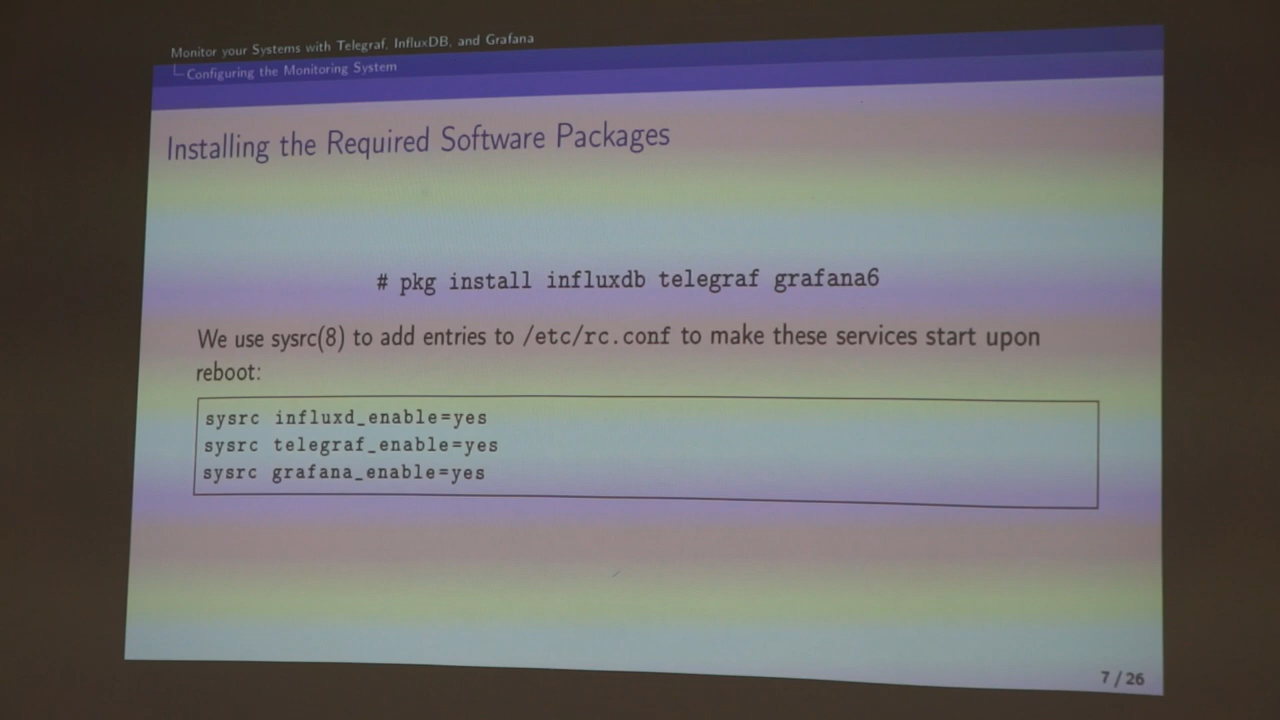 Monitor your Systems with Telegraf, InfluxDB, and Grafana
Configuring the Monitoring System
Installing the Required Software Packages
# pkg install influxdb telegraf grafana6
We use sysrc(8) to add entries to /etc/rc.conf to make these services start upon
reboot:
sysrc influxd_enable=yes
sysrc telegraf_enable=yes
sysrc grafana_enable=yes
7 / 26